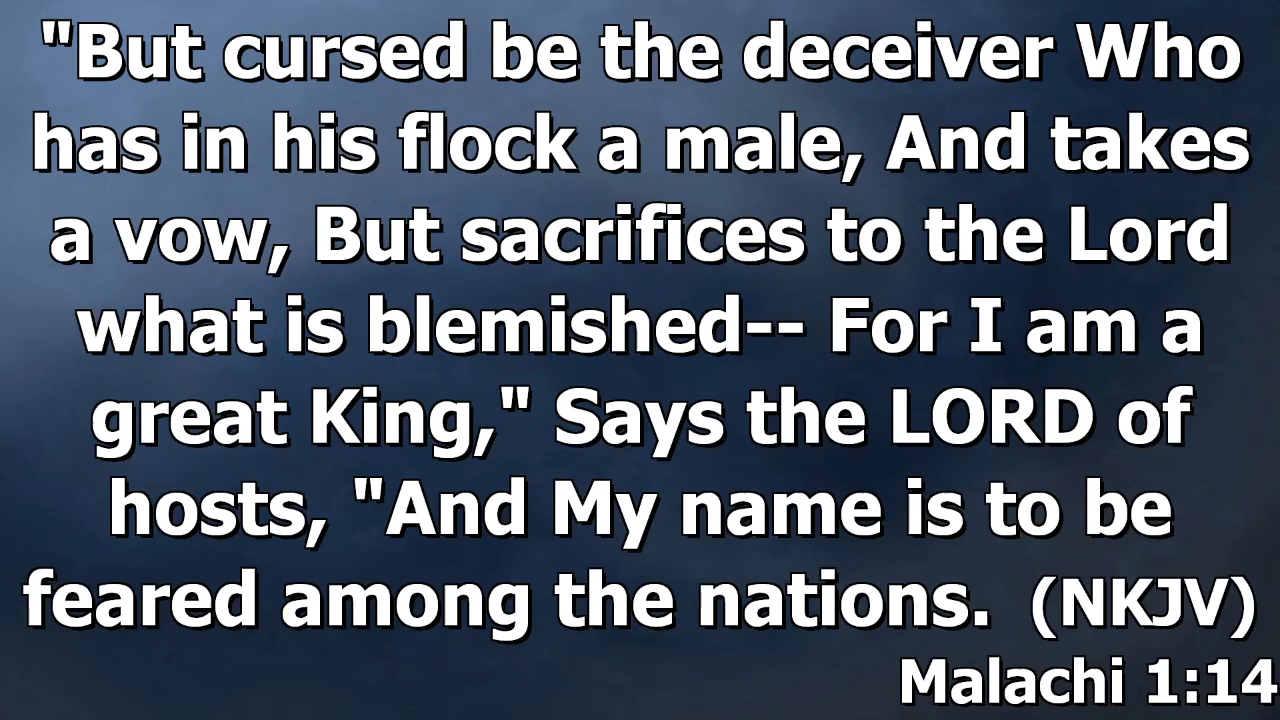 "But cursed be the deceiver Who
has in his flock a male, And takes
a vow, But sacrifices to the Lord
what is blemished-- For I am a
great King," Says the LORD of
hosts, "And My name is to be
feared among the nations. (NKJV)
Malachi 1:14